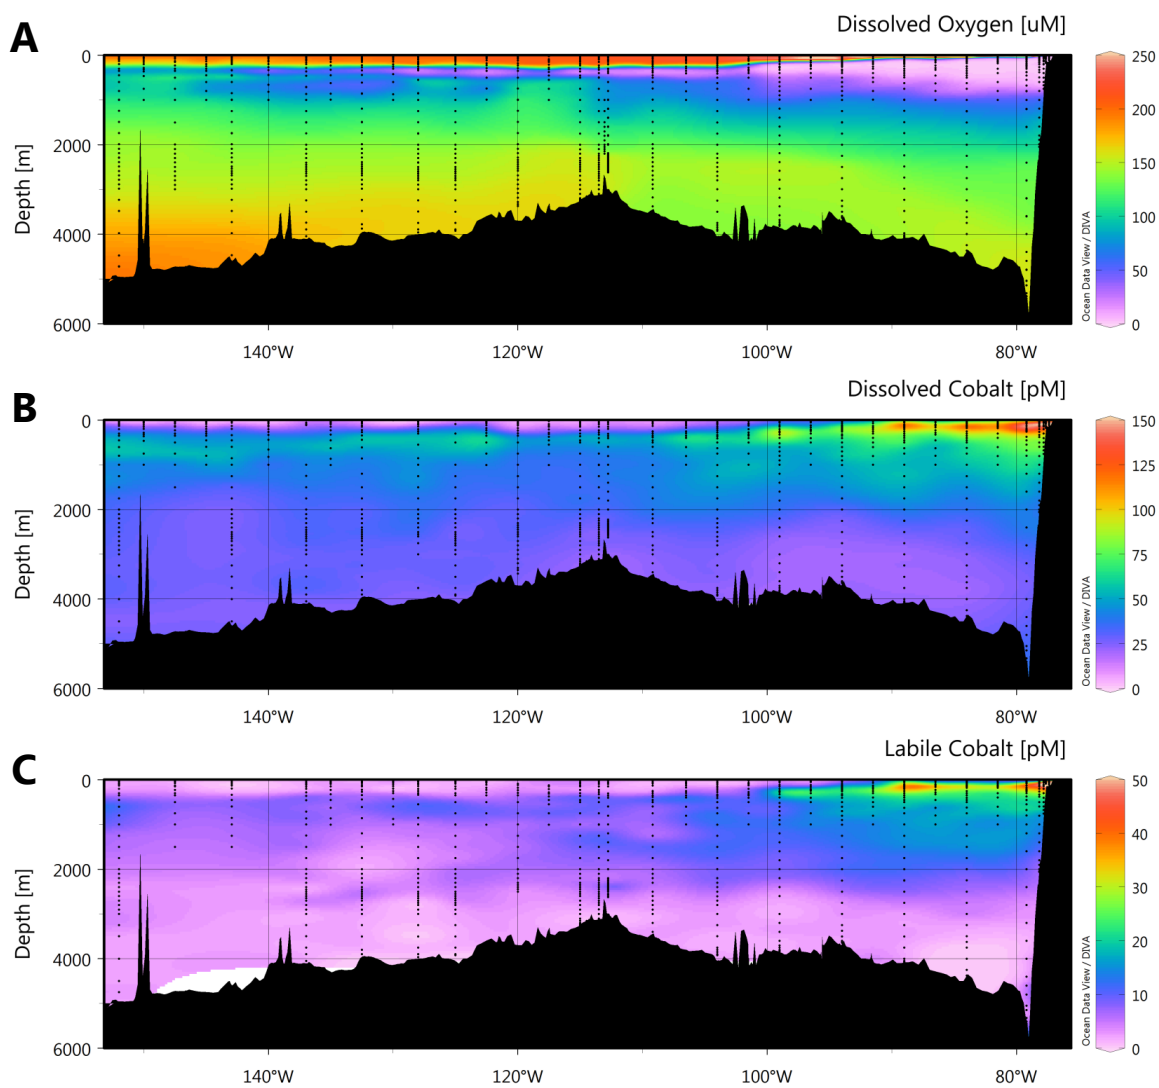 A
Dissolved Oxygen [uM]
Depth [m]
0
2000
4000
6000
140°W
120°W
100°W
80°W
250
200
150
100
50
0
Ocean Data View / DIVA
B
Dissolved Cobalt [pM]
Depth [m]
0
2000
4000
6000
140°W
120°W
100°W
80°W
150
125
100
75
50
25
0
Ocean Data View / DIVA
C
Labile Cobalt [pM]
Depth [m]
0
2000
4000
6000
140°W
120°W
100°W
80°W
50
40
30
20
10
0
Ocean Data View / DIVA